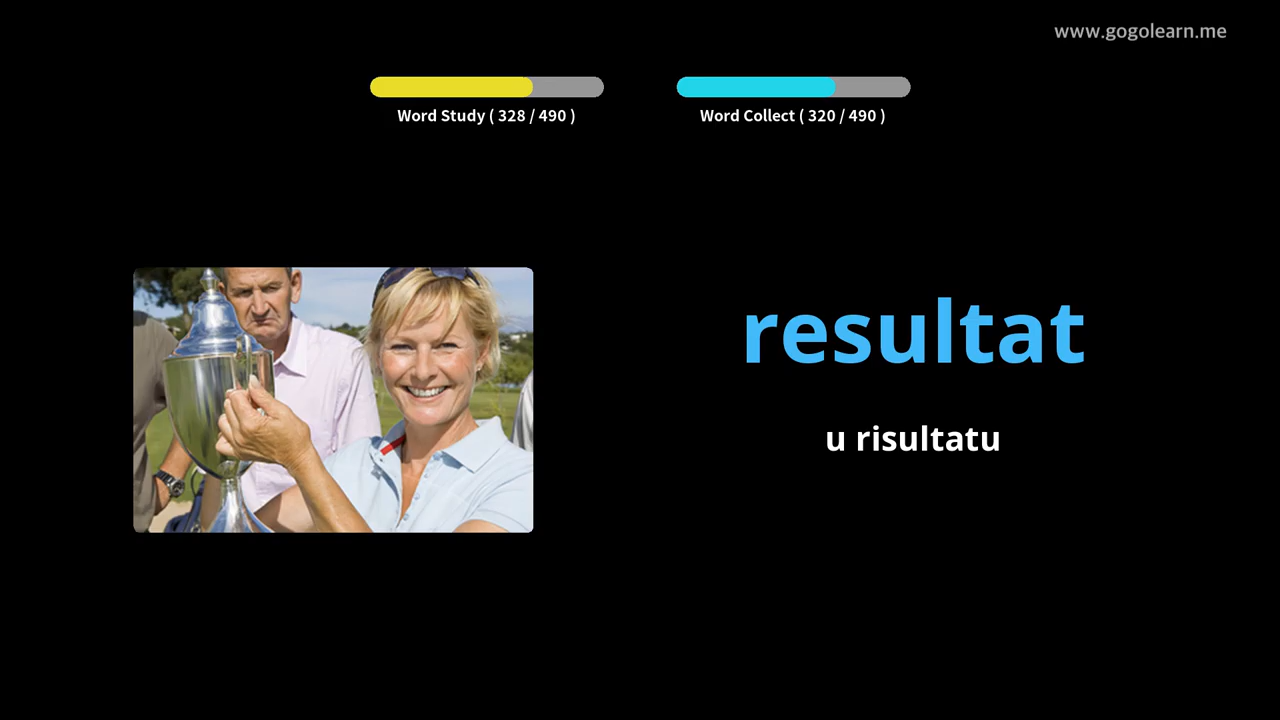 www.gogolearn.me
Word Study ( 328 / 490 )
Word Collect ( 320 / 490 )
resultat
u risultatu